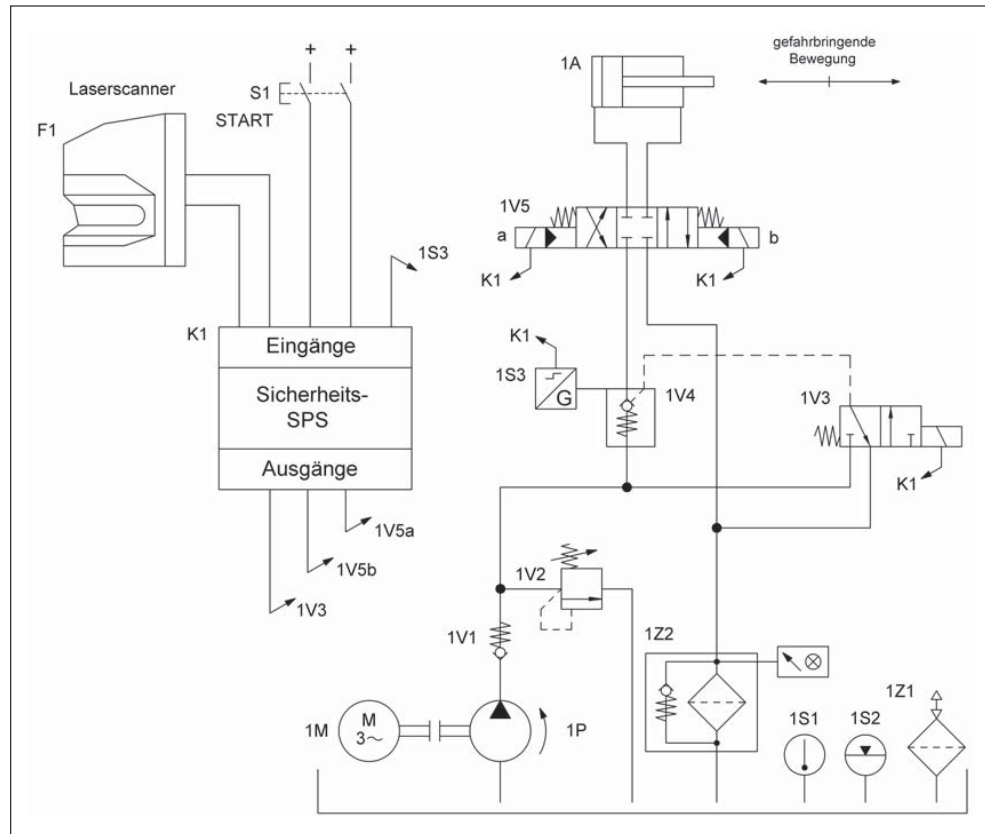 gefahrbringende
Bewegung
1A
+ +
Laserscanner
S1
START
F1
1V5
a
b
1S3
K1
K1
K1
Eingänge
K1
1S3
G
1V4
1V3
Sicherheits-
SPS
Ausgänge
K1
1V5a
1V5b
1V2
1V3
1V1
1Z2
1Z1
1M
M
3~
1P
1S1
1S2